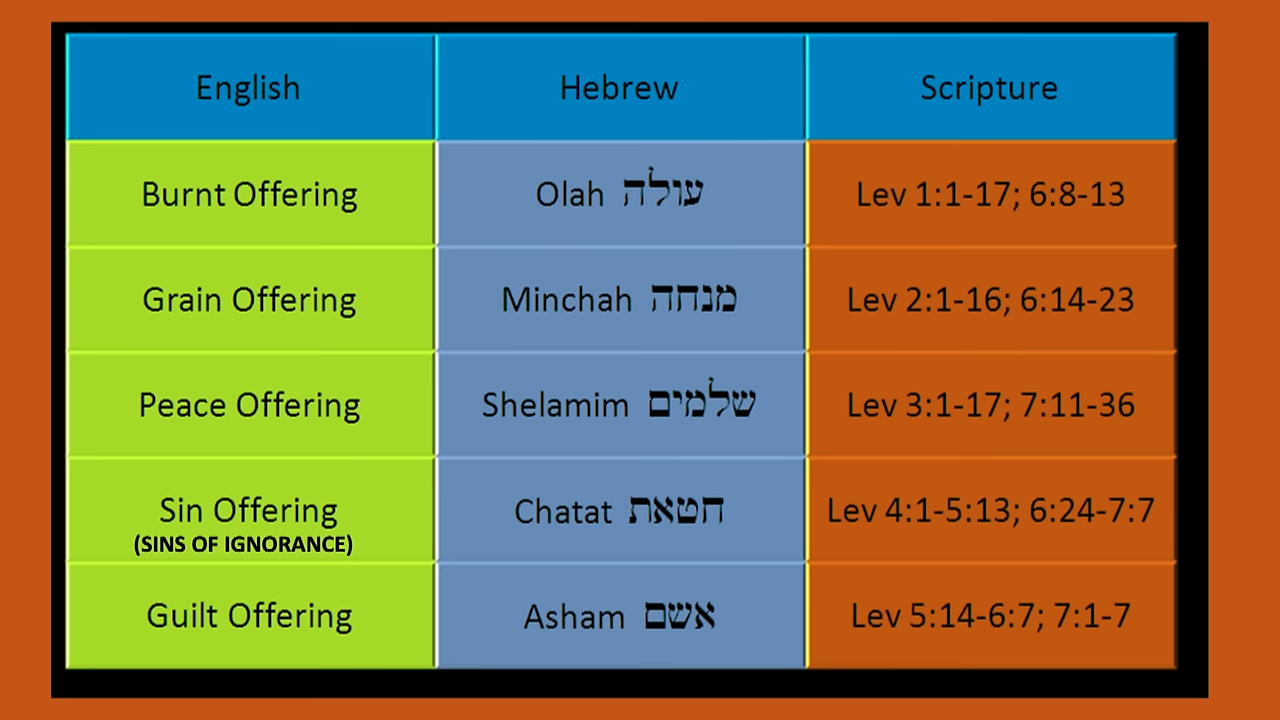 English Hebrew Scripture
Burnt Offering Olah עולה Lev 1:1-17; 6:8-13
Grain Offering Minchah מנחה Lev 2:1-16; 6:14-23
Peace Offering Shelamim שלמים Lev 3:1-17; 7:11-36
Sin Offering Chatat חטאת Lev 4:1-5:13; 6:24-7:7
(SINS OF IGNORANCE)
Guilt Offering Asham אשם Lev 5:14-6:7; 7:1-7